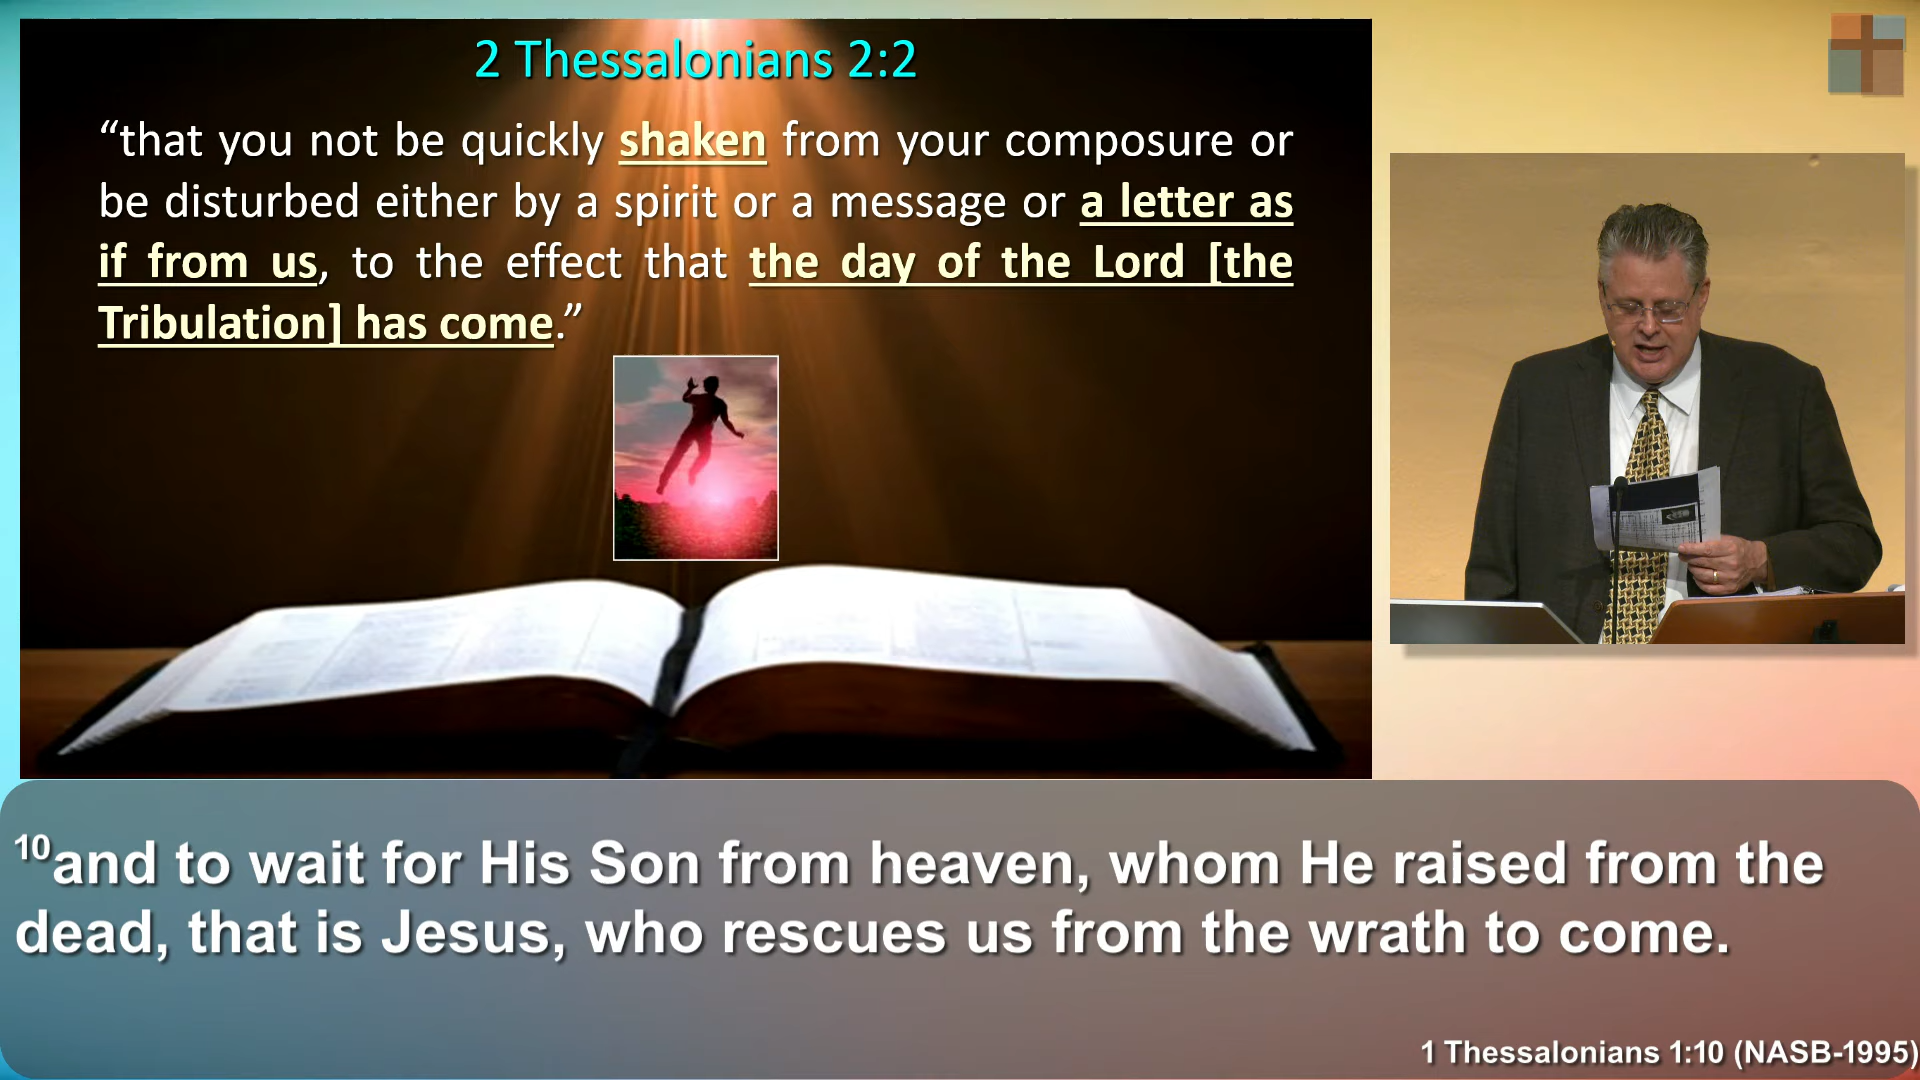 2 Thessalonians 2:2
“that you not be quickly shaken from your composure or
be disturbed either by a spirit or a message or a letter as
if from us, to the effect that the day of the Lord [the
Tribulation] has come.”
10and to wait for His Son from heaven, whom He raised from the
dead, that is Jesus, who rescues us from the wrath to come.
1 Thessalonians 1:10 (NASB-1995)